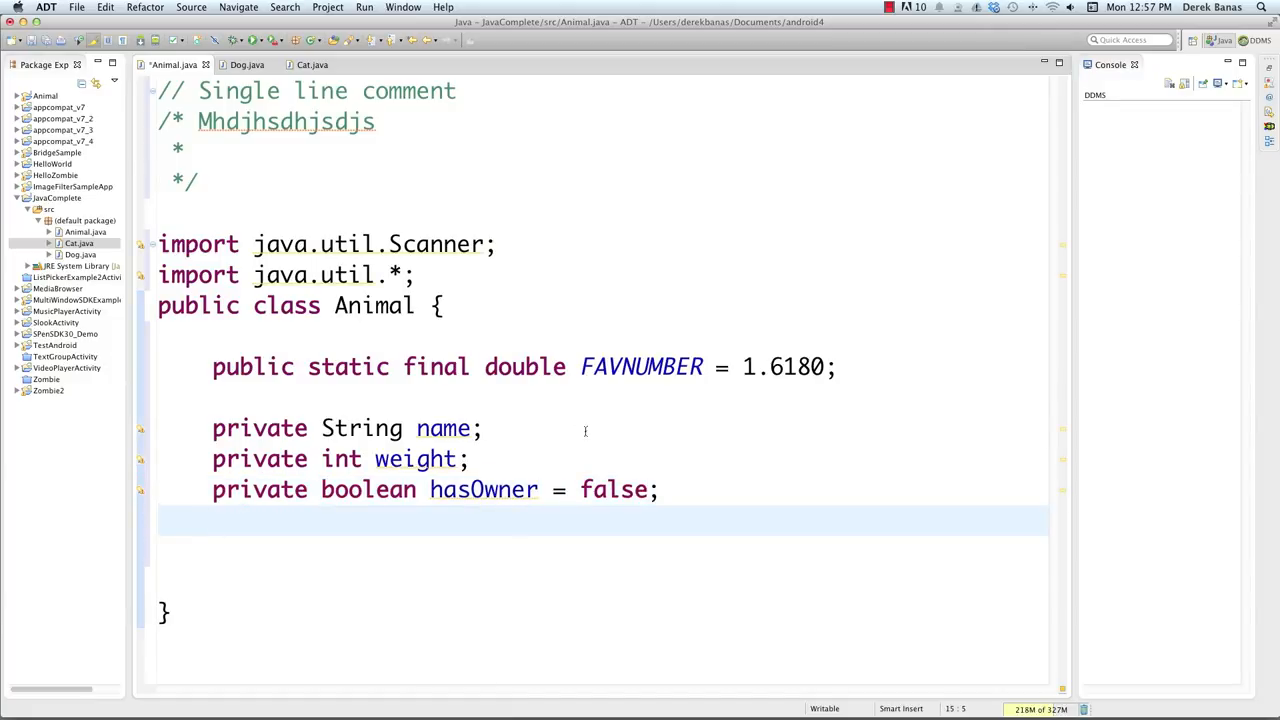 ADT File Edit Refactor Source Navigate Search Project Run Window Help
10 Mon 12:57 PM Derek Banas
Java – JavaComplete/src/Animal.java – ADT – /Users/derekbanas/Documents/android4
Quick Access
Java
DDMS
Package Exp
*Animal.java
Dog.java
Cat.java
Console
DDMS
Animal
appcompat_v7
appcompat_v7_2
appcompat_v7_3
appcompat_v7_4
BridgeSample
HelloWorld
HelloZombie
ImageFilterSampleApp
JavaComplete
src
(default package)
Animal.java
Cat.java
Dog.java
JRE System Library [Ja
ListPickerExample2Activi
MediaBrowser
MultiWindowSDKExample
MusicPlayerActivity
SlookActivity
SPenSDK30_Demo
TestAndroid
TextGroupActivity
VideoPlayerActivity
Zombie
Zombie2
// Single line comment
/* Mhdjhsdhjsdjs
*
*/
import java.util.Scanner;
import java.util.*;
public class Animal {
public static final double FAVNUMBER = 1.6180;
private String name;
private int weight;
private boolean hasOwner = false;
}
Writable
Smart Insert
15 : 5
218M of 327M